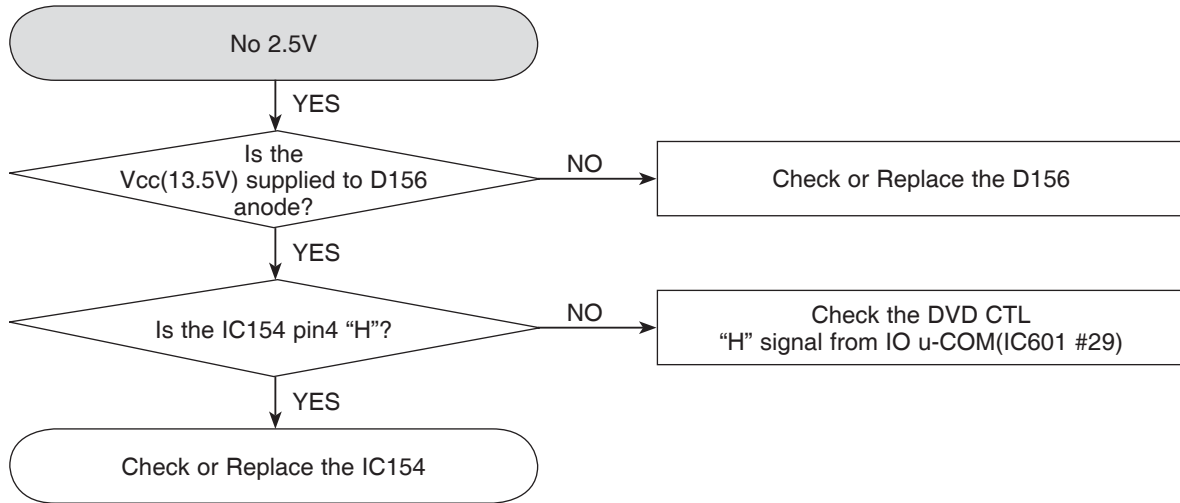 No 2.5V
YES
Is the
Vcc(13.5V) supplied to D156
anode?
NO
Check or Replace the D156
YES
Is the IC154 pin4 “H”?
NO
Check the DVD CTL
“H” signal from IO u-COM(IC601 #29)
YES
Check or Replace the IC154